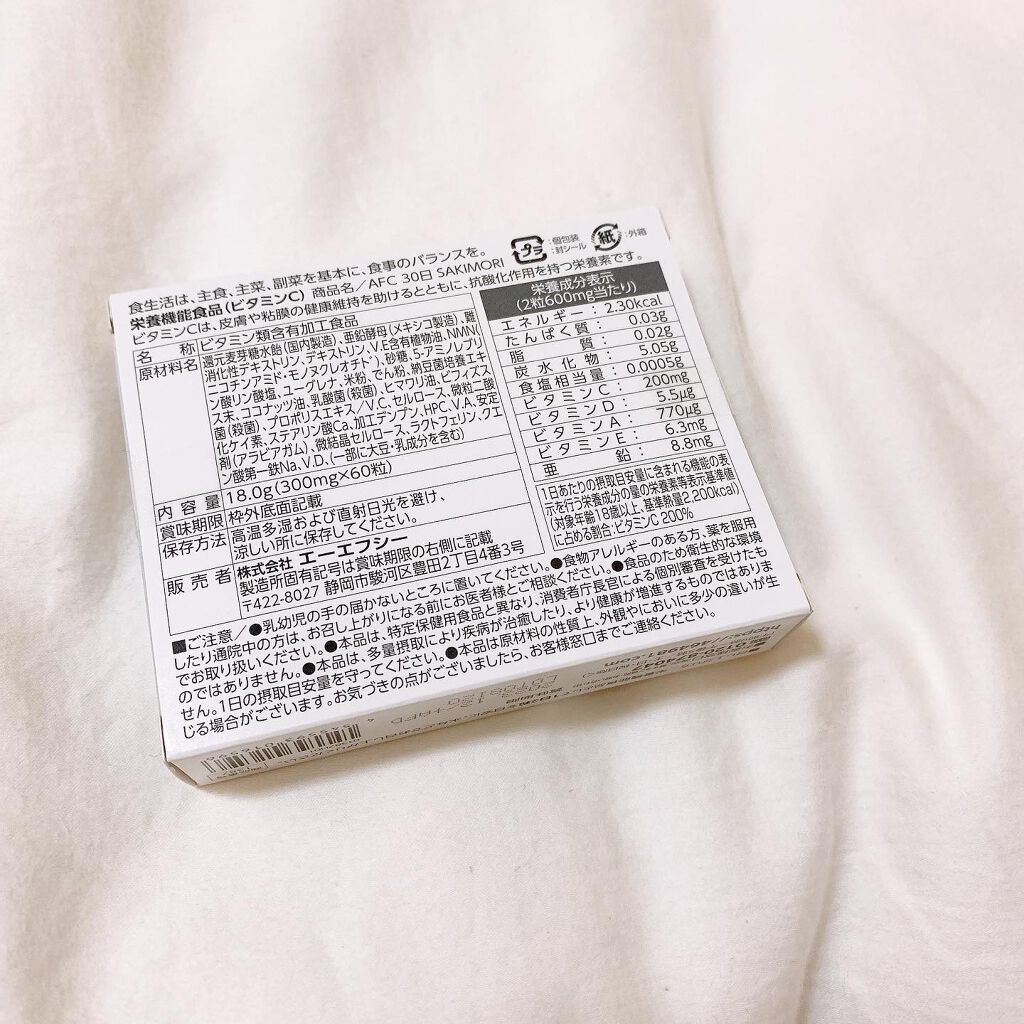 食生活は、主食、主菜、副菜を基本に、食事のバランスを。
プラ :個包装 :封シール
紙 :外箱
栄養機能食品(ビタミンC) 商品名/AFC 30日 SAKIMORI
ビタミンCは、皮膚や粘膜の健康維持を助けるとともに、抗酸化作用を持つ栄養素です。
名 称 ビタミン類含有加工食品
原材料名 還元麦芽糖水飴(国内製造)、亜鉛酵母(メキシコ製造)、難
消化性デキストリン、デキストリン、V.E含有植物油、NMN(
ニコチンアミド・モノヌクレオチド)、砂糖、5-アミノレブリ
ン酸リン酸塩、ユーグレナ、米粉、でん粉、納豆菌培養エキ
ス末、ココナッツ油、乳酸菌(殺菌)、ヒマワリ油、ビフィズス
菌(殺菌)、プロポリスエキス/V.C、セルロース、微粒二酸
化ケイ素、ステアリン酸Ca、加工デンプン、HPC、V.A、安定
剤(アラビアガム)、微結晶セルロース、ラクトフェリン、クエ
ン酸第一鉄Na、V.D、(一部に大豆・乳成分を含む)
内容量 18.0g(300mg×60粒)
賞味期限 枠外底面記載
保存方法 高温多湿および直射日光を避け、
涼しい所に保存してください。
販売者 株式会社 エーエフシー
製造所固有記号は賞味期限の右側に記載
〒422-8027 静岡市駿河区豊田2丁目4番3号
栄養成分表示
(2粒600mg当たり)
エネルギー: 2.30kcal
たんぱく質: 0.03g
脂 質: 0.02g
炭水化物: 5.05g
食塩相当量: 0.0005g
ビタミンC: 200mg
ビタミンD: 5.5μg
ビタミンA: 770μg
ビタミンE: 6.3mg
亜 鉛: 8.8mg
1日あたりの摂取目安量に含まれる機能の表
示を行う栄養成分の量の栄養素等表示基準値
(対象年齢18歳以上、基準熱量2,200kcal)
に占める割合:ビタミンC 200%
■ご注意/●乳幼児の手の届かないところに置いてください。●食物アレルギーのある方、薬を服用
したり通院中の方は、お召し上がりになる前にお医者様とご相談ください。●食品のため衛生的な環境
でお取り扱いください。●本品は、特定保健用食品と異なり、消費者庁長官による個別審査を受けたも
のではありません。●本品は、多量摂取により疾病が治癒したり、より健康が増進するものではありま
せん。1日の摂取目安量を守ってください。●本品は原材料の性質上、外観やにおいに多少の違いが生
じる場合がございます。お気づきの点がございましたら、お客様窓口までご連絡ください。